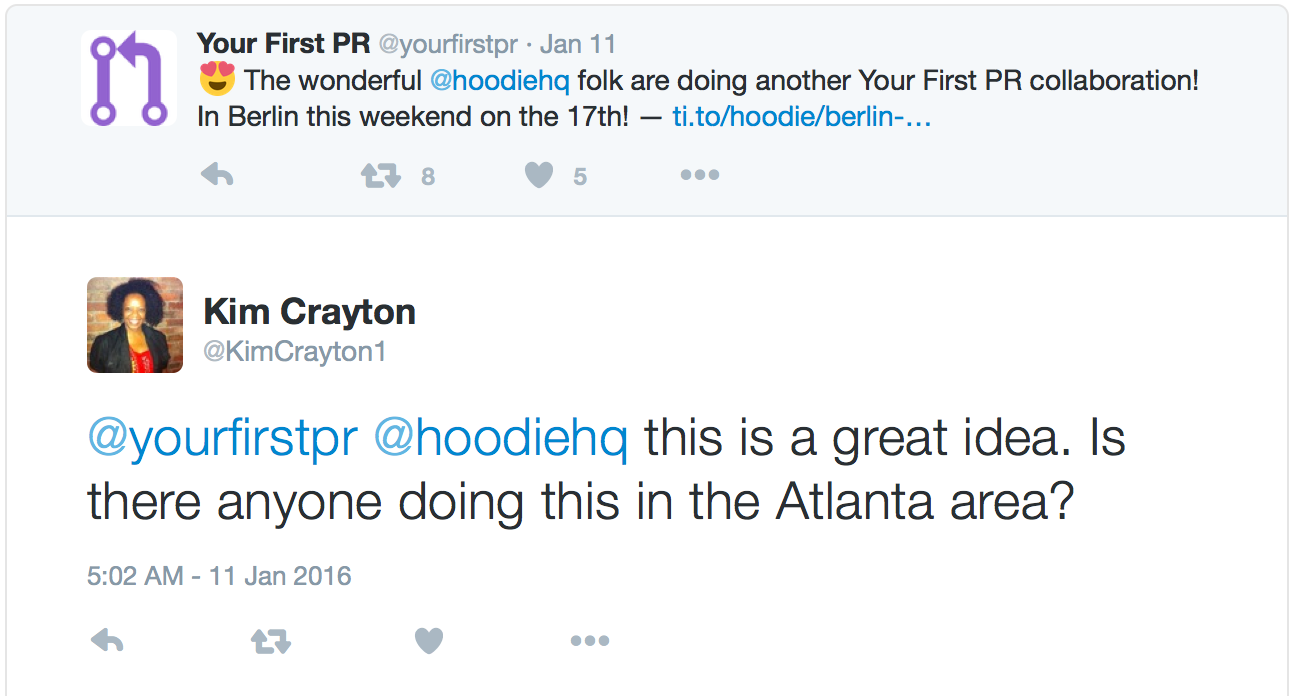 Your First PR @yourfirstpr · Jan 11
😍 The wonderful @hoodiehq folk are doing another Your First PR collaboration!
In Berlin this weekend on the 17th! — ti.to/hoodie/berlin-…
8 5
Kim Crayton
@KimCrayton1
@yourfirstpr @hoodiehq this is a great idea. Is
there anyone doing this in the Atlanta area?
5:02 AM - 11 Jan 2016